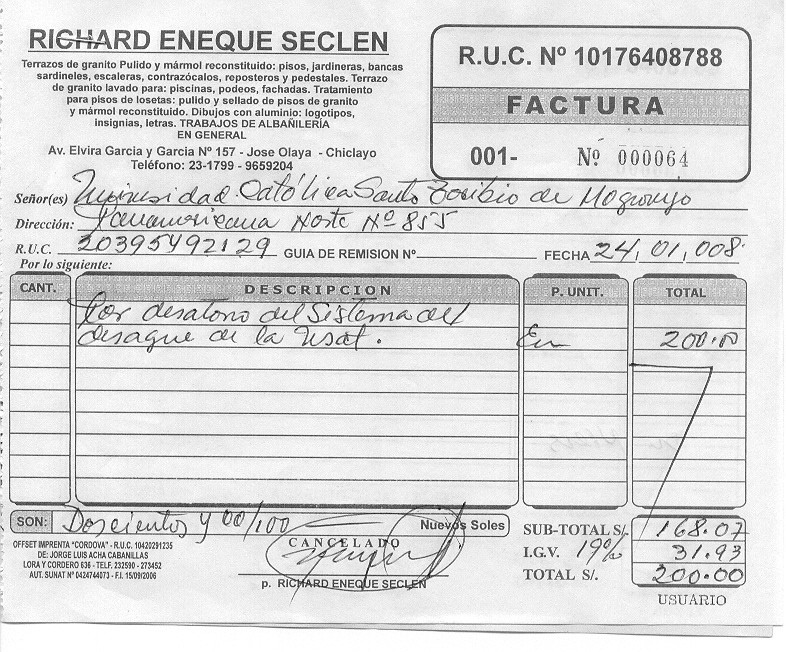 RICHARD ENEQUE SECLEN
Terrazos de granito Pulido y mármol reconstituido: pisos, jardineras, bancas
sardineles, escaleras, contrazócalos, reposteros y pedestales. Terrazo
de granito lavado para: piscinas, podeos, fachadas. Tratamiento
para pisos de losetas: pulido y sellado de pisos de granito
y mármol reconstituido. Dibujos con aluminio: logotipos,
insignias, letras. TRABAJOS DE ALBAÑILERÍA
EN GENERAL
Av. Elvira Garcia y Garcia Nº 157 - Jose Olaya - Chiclayo
Teléfono: 23-1799 - 9659204
R.U.C. Nº 10176408788
FACTURA
001- Nº 000064
Señor(es) Universidad Católica Santo Toribio de Mogrovejo
Dirección: Panamericana Norte Nº 855
R.U.C. 20395492129 GUIA DE REMISION Nº FECHA 24, 01, 008
Por lo siguiente:
CANT. DESCRIPCION P. UNIT. TOTAL
Por desatoro del Sistema del
desague de la Usat. En 200.00
SON: Doscientos y 00/100 Nuevos Soles
CANCELADO
p. RICHARD ENEQUE SECLEN
OFFSET IMPRENTA "CORDOVA" - R.U.C. 10420291235
DE: JORGE LUIS ACHA CABANILLAS
LORA Y CORDERO 636 - TELF. 232590 - 273452
AUT. SUNAT Nº 0424744073 - F.I. 15/09/2006
SUB-TOTAL S/. 168.07
I.G.V. 19% 31.93
TOTAL S/. 200.00
USUARIO